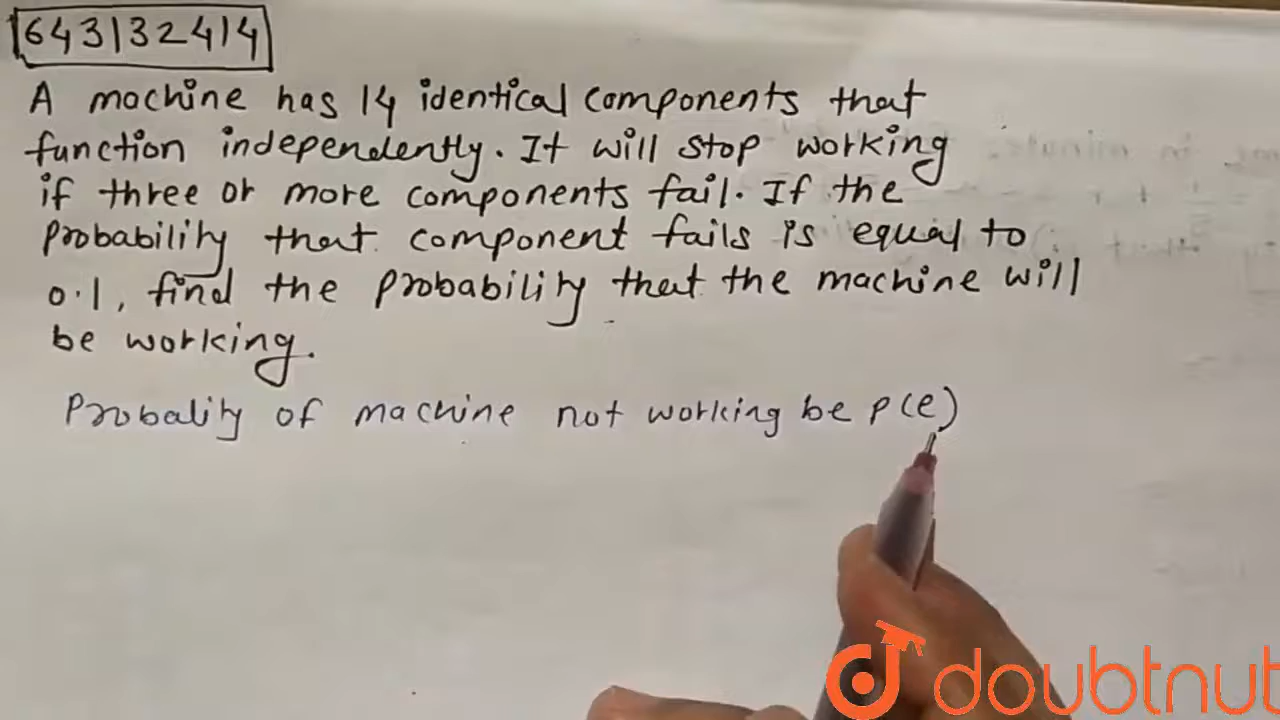 643132414
A machine has 14 identical components that
function independently. It will stop working
if three or more components fail. If the
probability that component fails is equal to
0.1, find the probability that the machine will
be working.
Probality of machine not working be p(e)
doubtnut